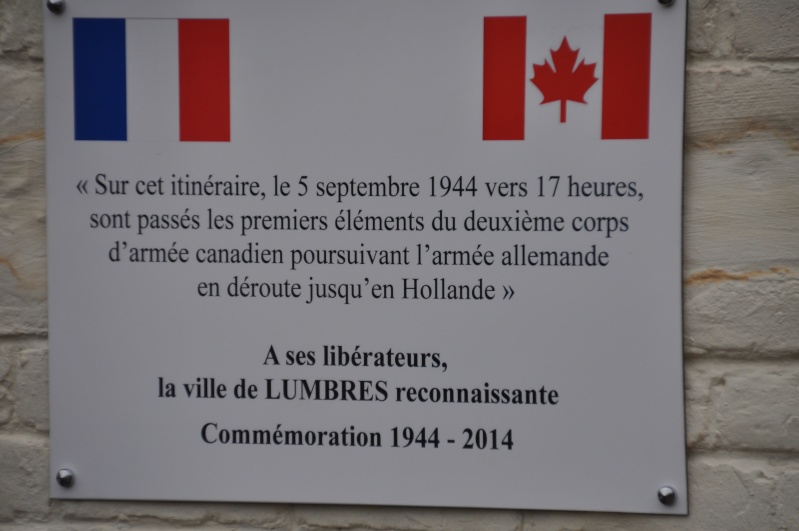 « Sur cet itinéraire, le 5 septembre 1944 vers 17 heures,
sont passés les premiers éléments du deuxième corps
d'armée canadien poursuivant l'armée allemande
en déroute jusqu'en Hollande »
A ses libérateurs,
la ville de LUMBRES reconnaissante
Commémoration 1944 - 2014